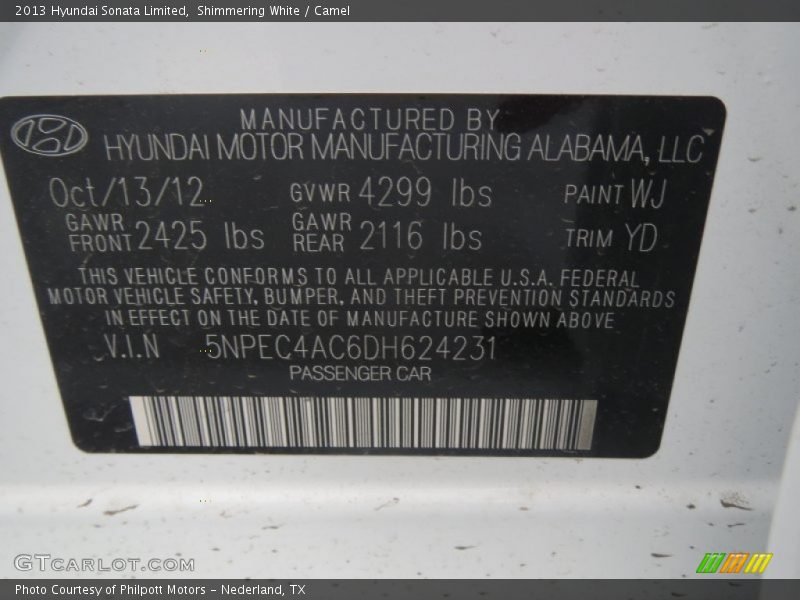 2013 Hyundai Sonata Limited, Shimmering White / Camel
MANUFACTURED BY
HYUNDAI MOTOR MANUFACTURING ALABAMA, LLC
Oct/13/12 GVWR 4299 lbs PAINT WJ
GAWR FRONT 2425 lbs GAWR REAR 2116 lbs TRIM YD
THIS VEHICLE CONFORMS TO ALL APPLICABLE U.S.A. FEDERAL
MOTOR VEHICLE SAFETY, BUMPER, AND THEFT PREVENTION STANDARDS
IN EFFECT ON THE DATE OF MANUFACTURE SHOWN ABOVE
V.I.N 5NPEC4AC6DH624231
PASSENGER CAR
GTCARLOT.COM
Photo Courtesy of Philpott Motors - Nederland, TX